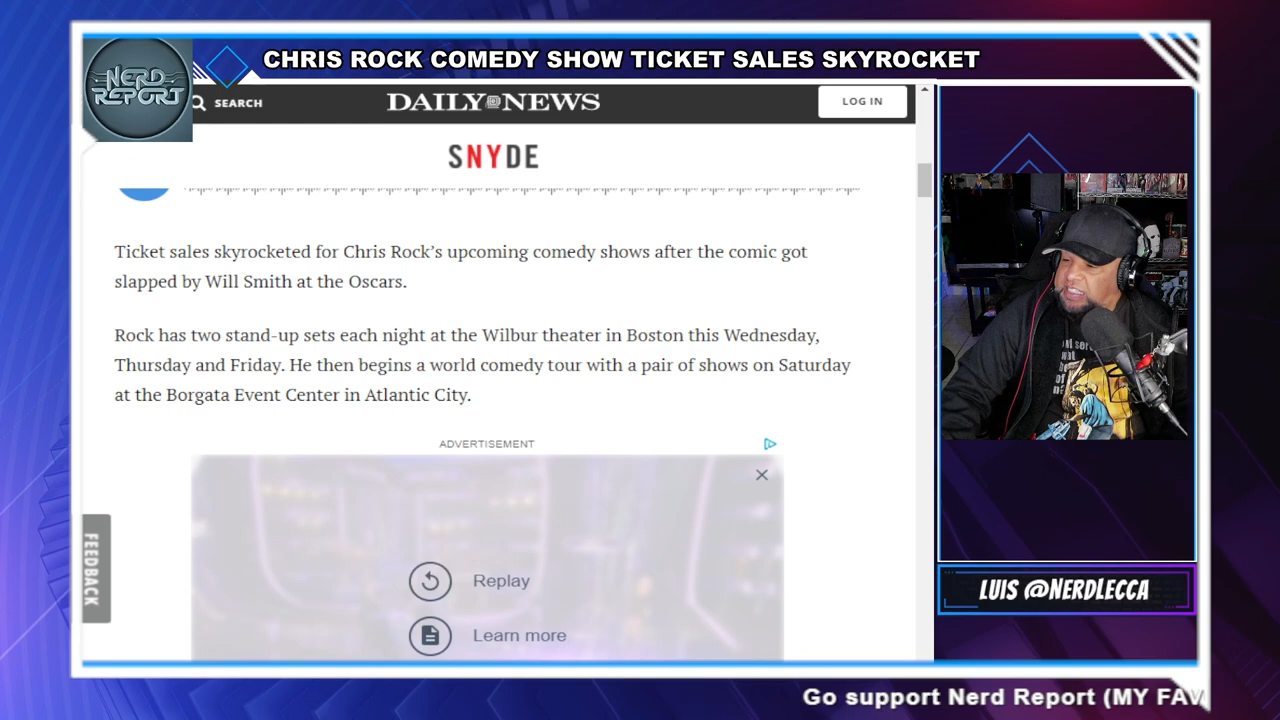 CHRIS ROCK COMEDY SHOW TICKET SALES SKYROCKET
NERD
REPORT
SEARCH
DAILY NEWS
LOG IN
SNYDE
Ticket sales skyrocketed for Chris Rock’s upcoming comedy shows after the comic got
slapped by Will Smith at the Oscars.
Rock has two stand-up sets each night at the Wilbur theater in Boston this Wednesday,
Thursday and Friday. He then begins a world comedy tour with a pair of shows on Saturday
at the Borgata Event Center in Atlantic City.
ADVERTISEMENT
Replay
Learn more
FEEDBACK
LUIS @NERDLECCA
Go support Nerd Report (MY FAV